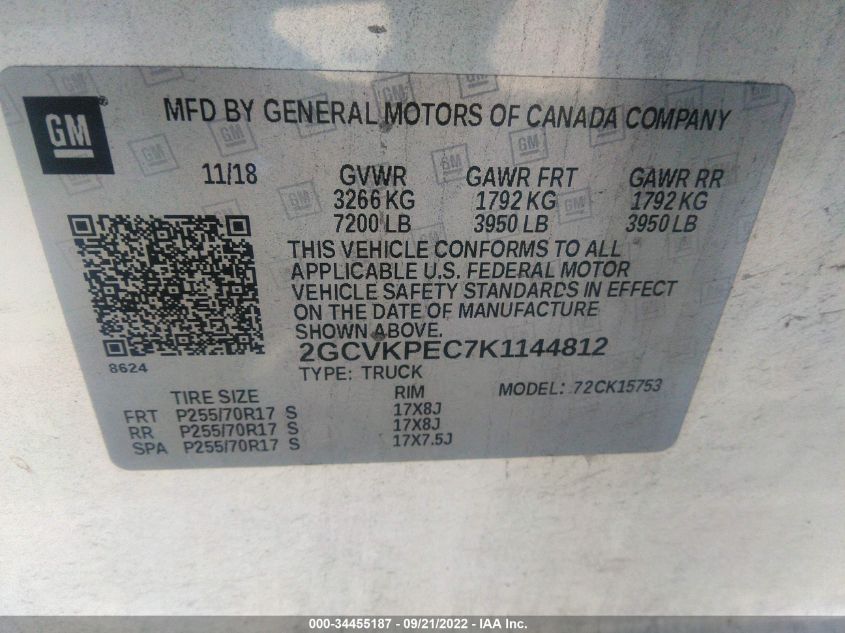 GM
MFD BY GENERAL MOTORS OF CANADA COMPANY
11/18 GVWR GAWR FRT GAWR RR
3266 KG 1792 KG 1792 KG
7200 LB 3950 LB 3950 LB
THIS VEHICLE CONFORMS TO ALL
APPLICABLE U.S. FEDERAL MOTOR
VEHICLE SAFETY STANDARDS IN EFFECT
ON THE DATE OF MANUFACTURE
SHOWN ABOVE.
2GCVKPEC7K1144812
8624
TYPE: TRUCK
TIRE SIZE RIM MODEL: 72CK15753
FRT P255/70R17 S 17X8J
RR P255/70R17 S 17X8J
SPA P255/70R17 S 17X7.5J
000-34455187 - 09/21/2022 - IAA Inc.